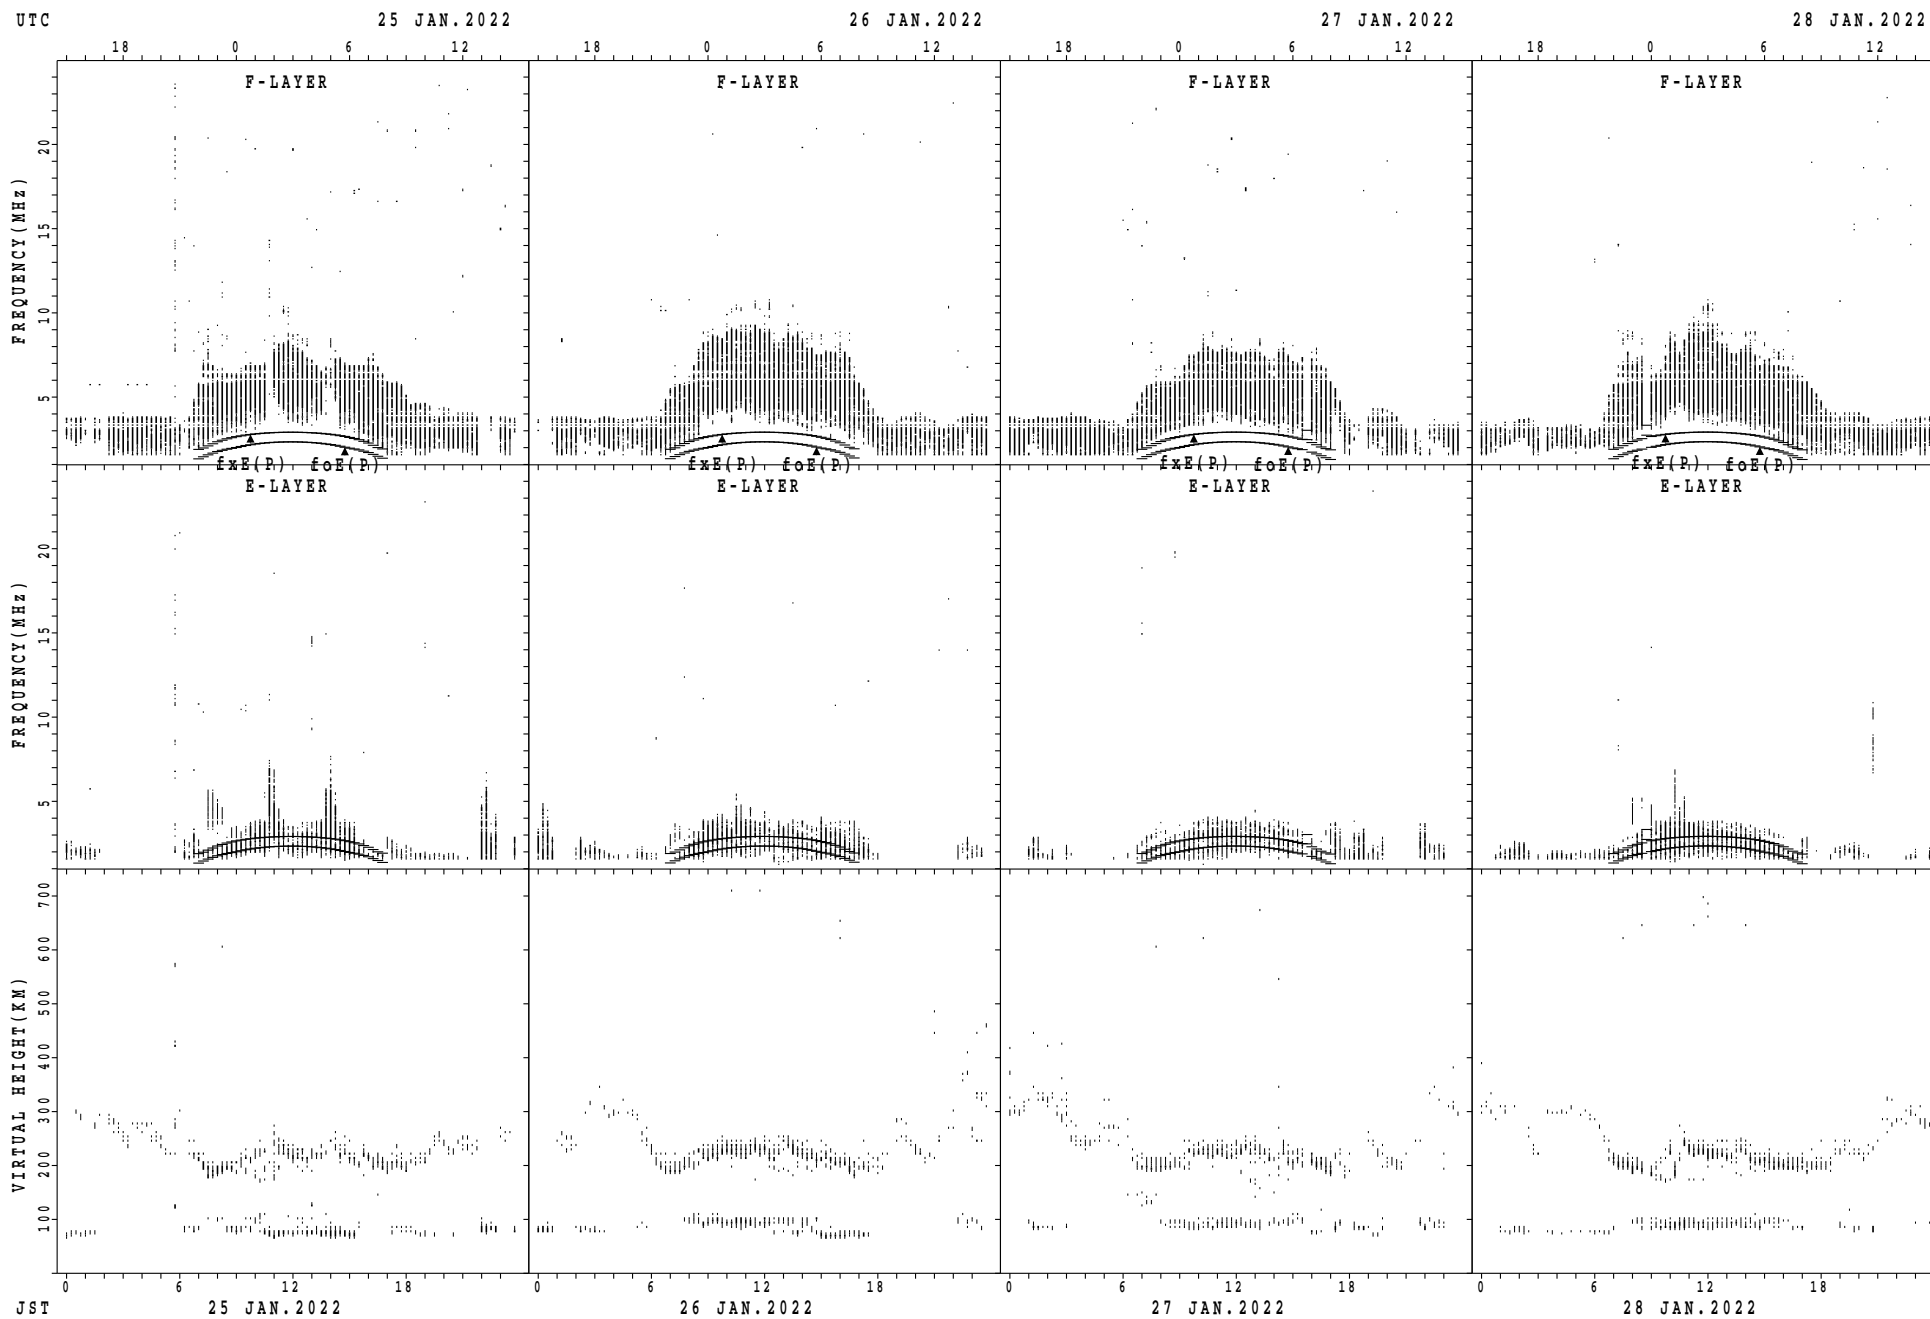 UTC 25 JAN.2022 26 JAN.2022 27 JAN.2022 28 JAN.2022
18 0 6 12 18 0 6 12 18 0 6 12 18 0 6 12
F-LAYER F-LAYER F-LAYER F-LAYER
FREQUENCY(MHz)
20
15
10
5
fxE(P) foE(P) fxE(P) foE(P) fxE(P) foE(P) fxE(P) foE(P)
E-LAYER E-LAYER E-LAYER E-LAYER
FREQUENCY(MHz)
20
15
10
5
VIRTUAL HEIGHT(KM)
700
600
500
400
300
200
100
0 6 12 18 0 6 12 18 0 6 12 18 0 6 12 18
JST 25 JAN.2022 26 JAN.2022 27 JAN.2022 28 JAN.2022